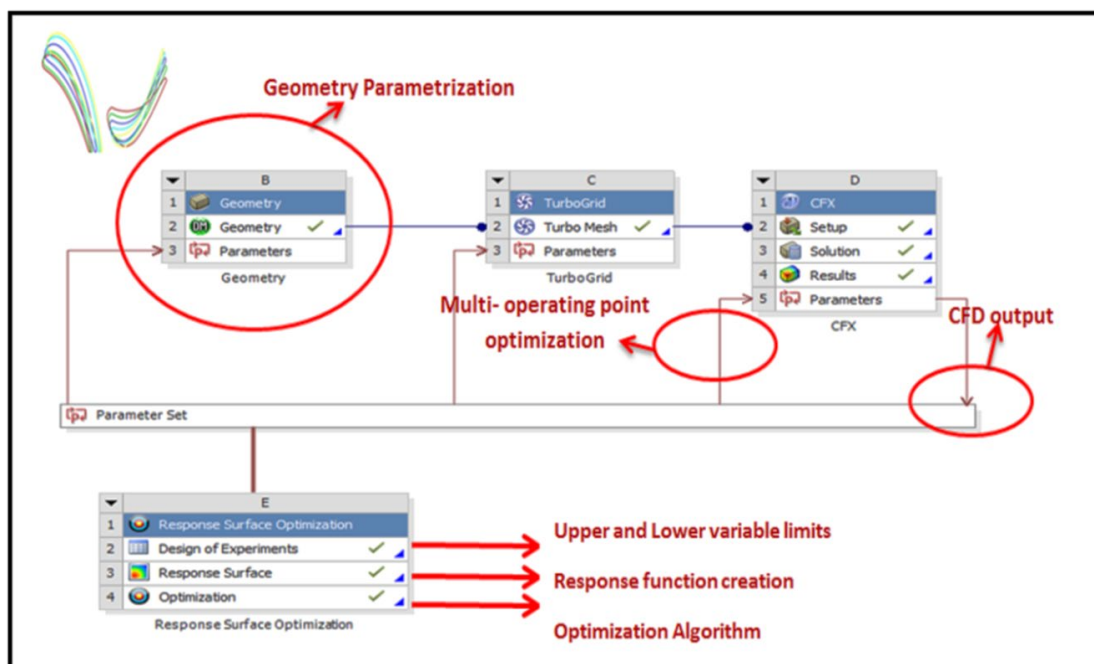 Geometry Parametrization
B
1 Geometry
2 DM Geometry
3 Parameters
Geometry
C
1 TurboGrid
2 Turbo Mesh
3 Parameters
TurboGrid
D
1 CFX
2 Setup
3 Solution
4 Results
5 Parameters
CFX
Multi- operating point
optimization
CFD output
Parameter Set
E
1 Response Surface Optimization
2 Design of Experiments
3 Response Surface
4 Optimization
Response Surface Optimization
Upper and Lower variable limits
Response function creation
Optimization Algorithm